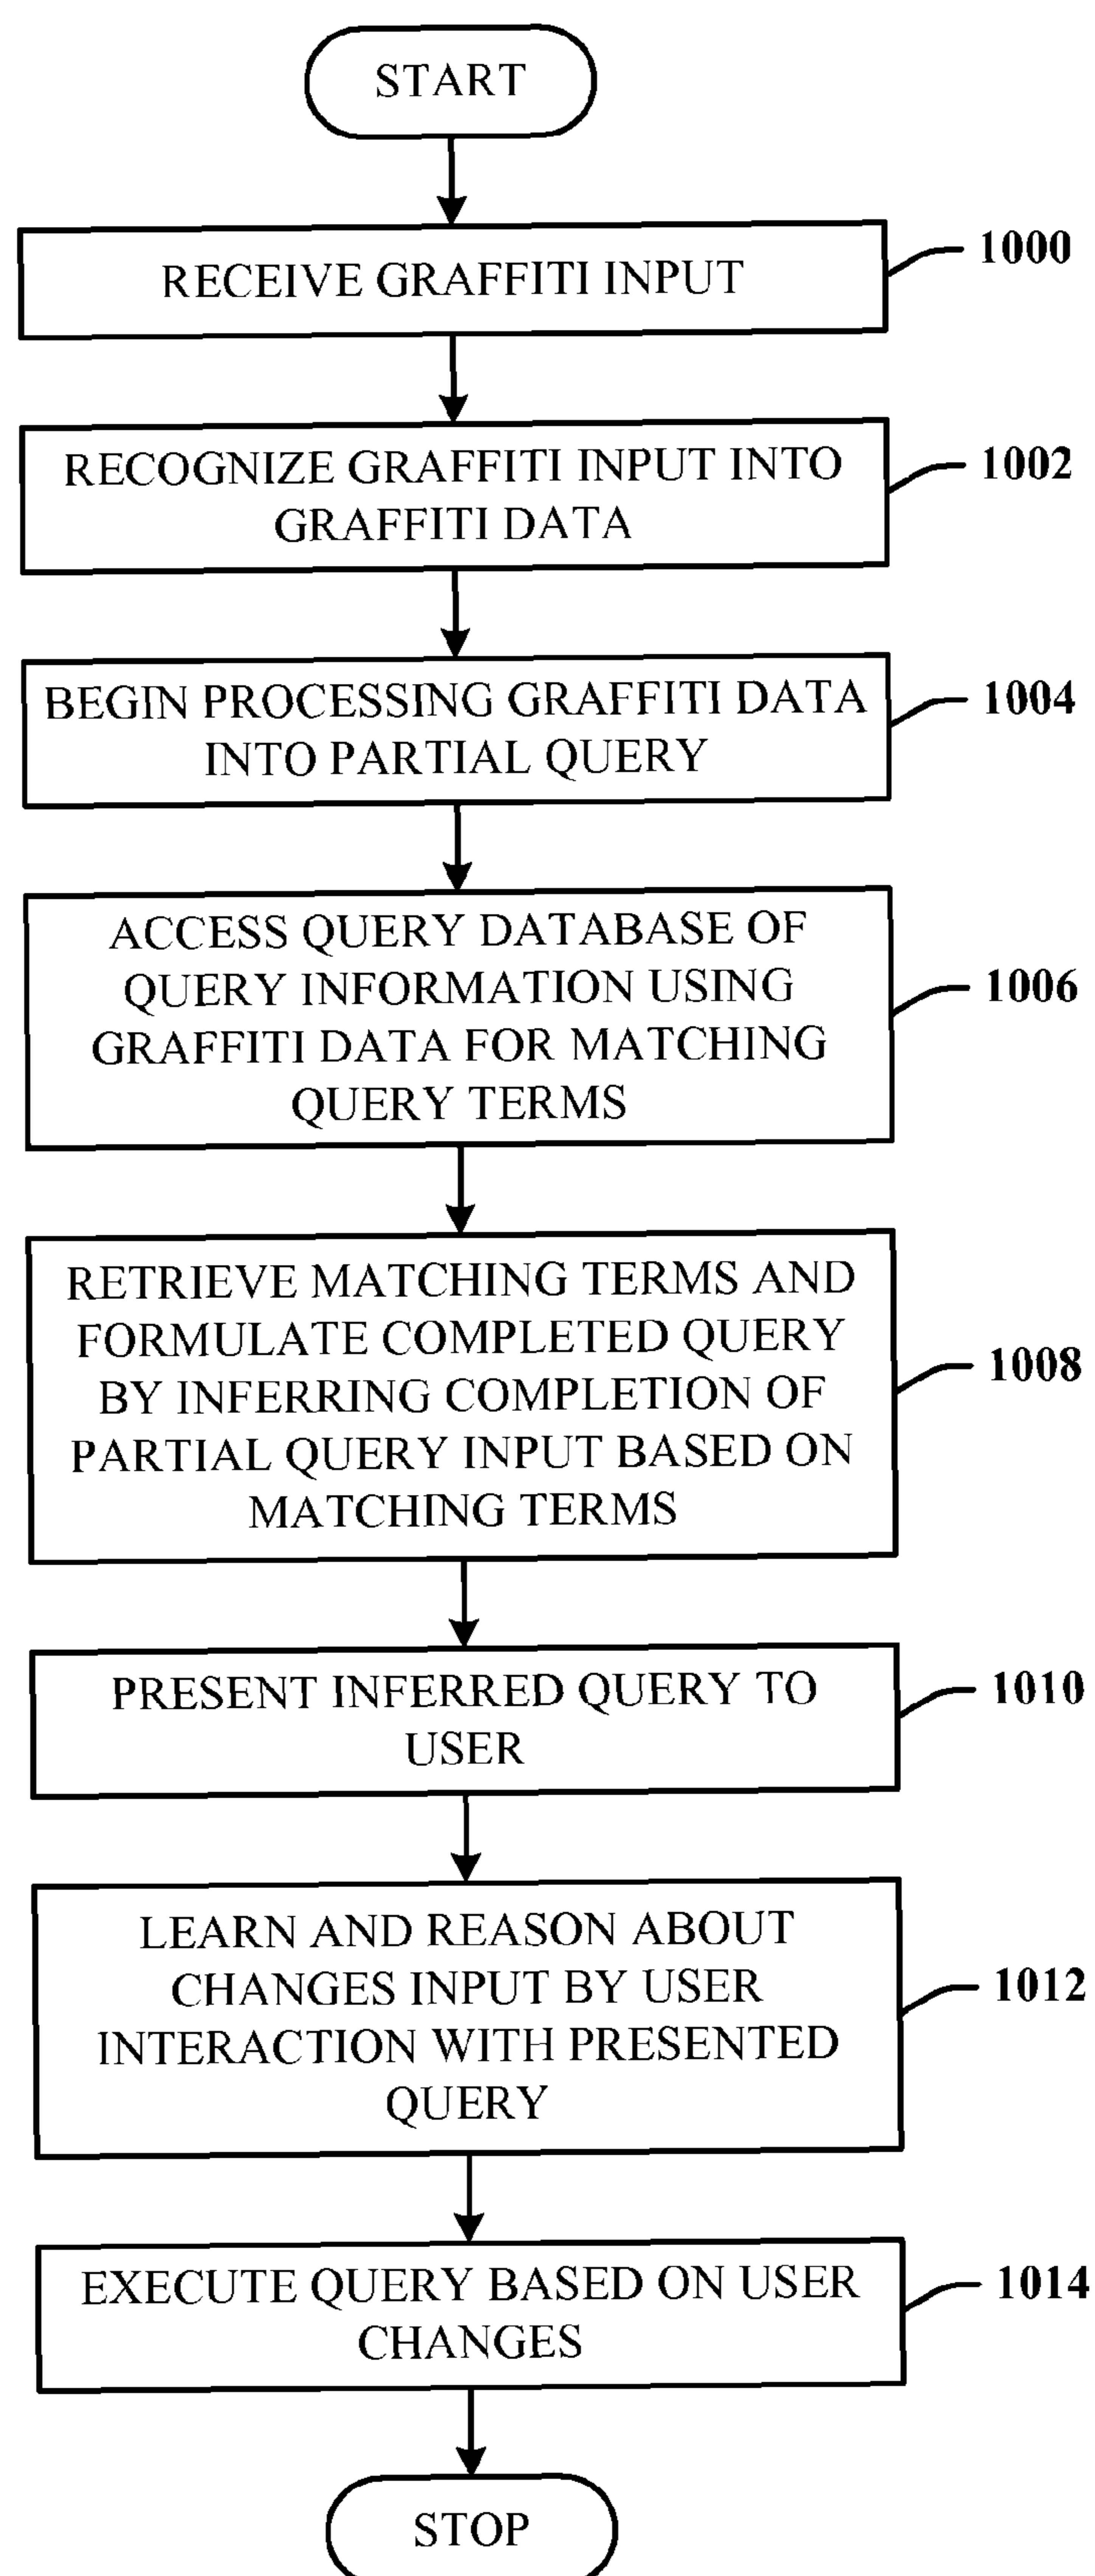 START
RECEIVE GRAFFITI INPUT
1000
RECOGNIZE GRAFFITI INPUT INTO
GRAFFITI DATA
1002
BEGIN PROCESSING GRAFFITI DATA
INTO PARTIAL QUERY
1004
ACCESS QUERY DATABASE OF
QUERY INFORMATION USING
GRAFFITI DATA FOR MATCHING
QUERY TERMS
1006
RETRIEVE MATCHING TERMS AND
FORMULATE COMPLETED QUERY
BY INFERRING COMPLETION OF
PARTIAL QUERY INPUT BASED ON
MATCHING TERMS
1008
PRESENT INFERRED QUERY TO
USER
1010
LEARN AND REASON ABOUT
CHANGES INPUT BY USER
INTERACTION WITH PRESENTED
QUERY
1012
EXECUTE QUERY BASED ON USER
CHANGES
1014
STOP